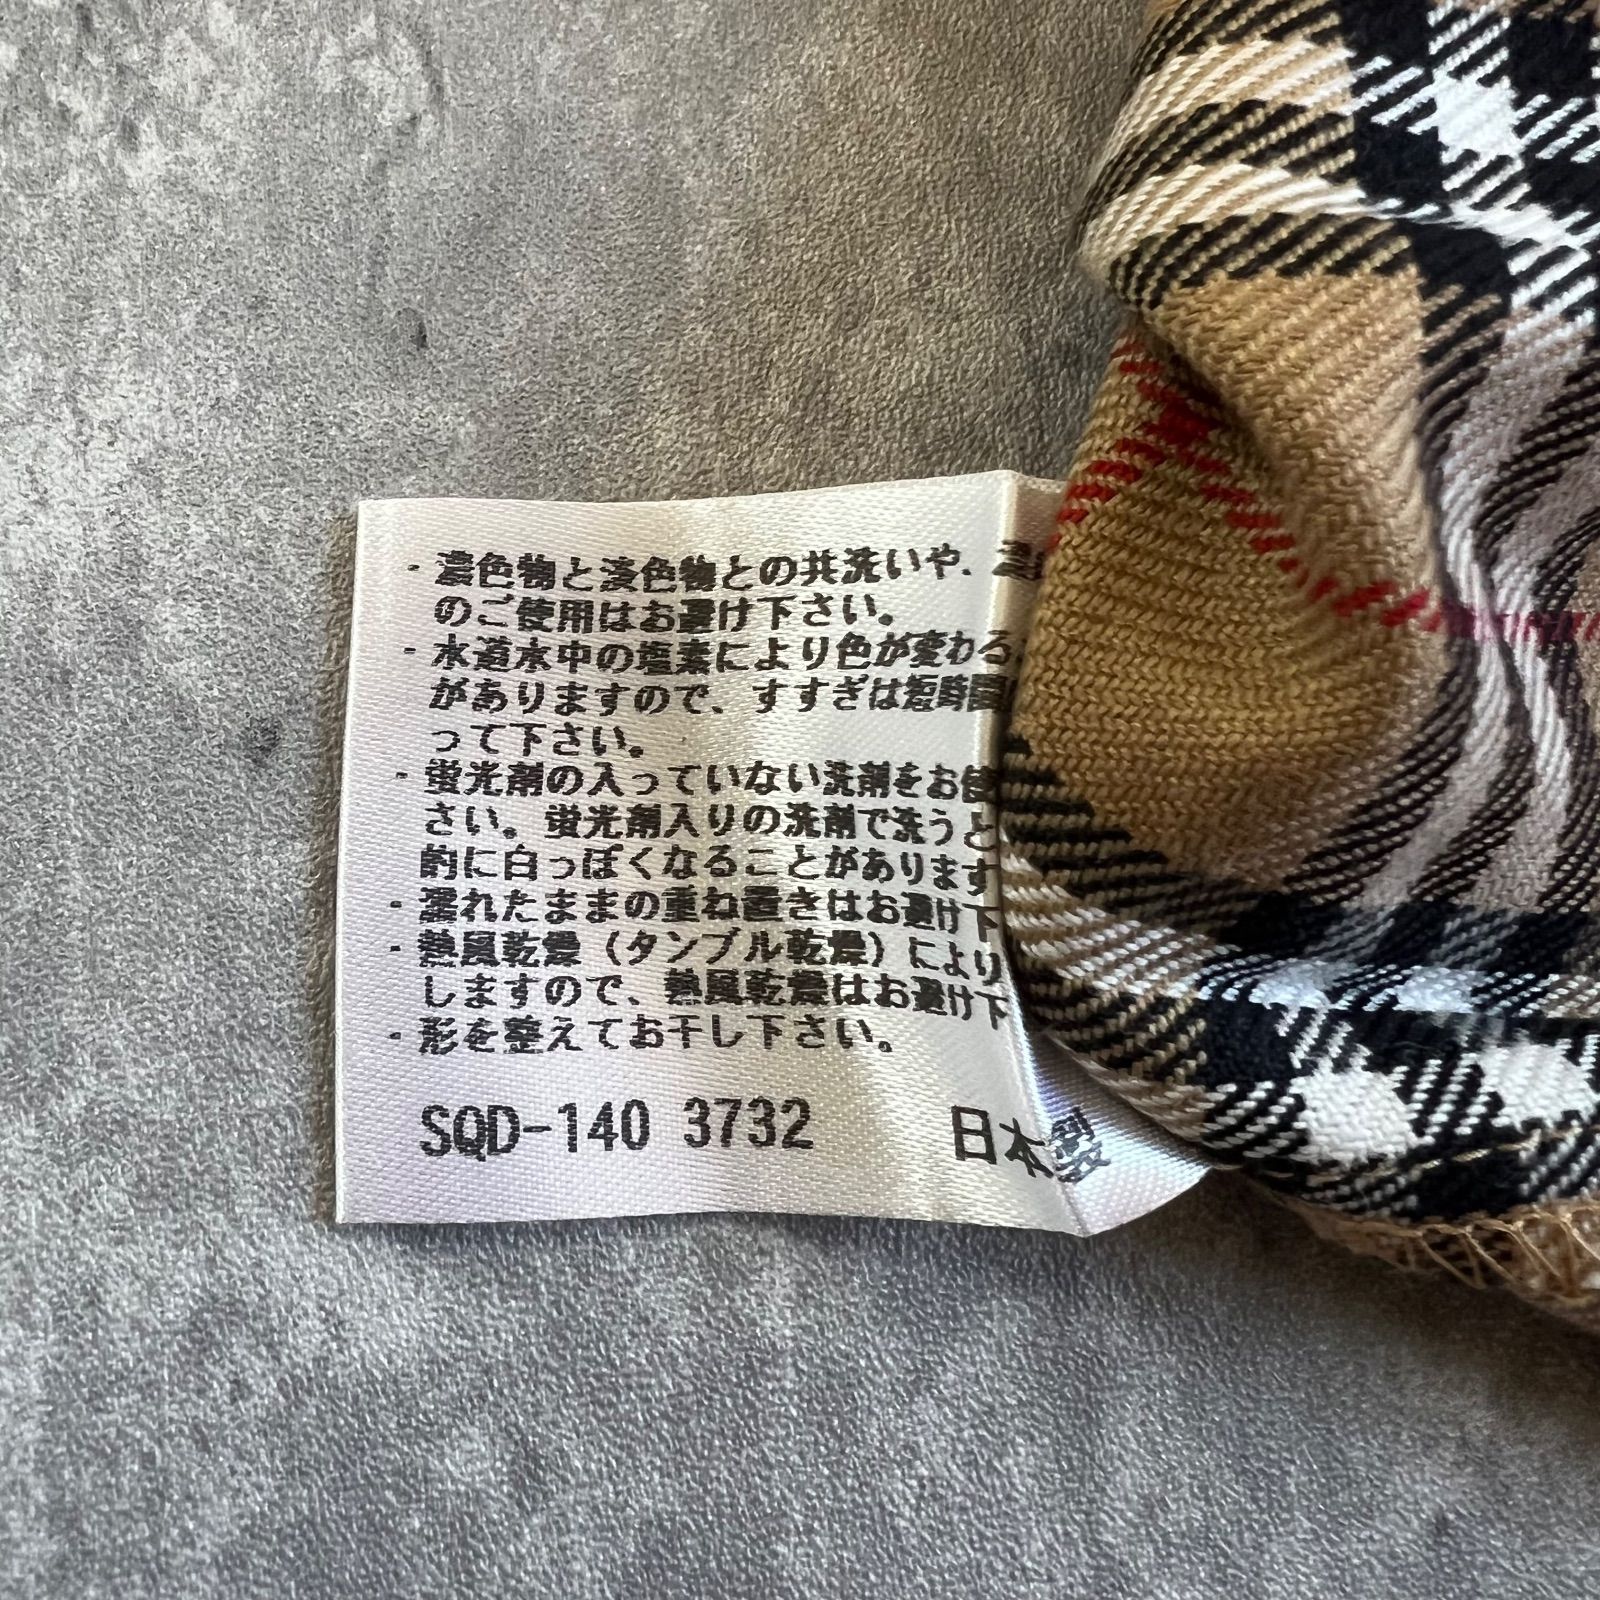 ・濃色物と淡色物との共洗いや、
のご使用はお避け下さい。
・水道水中の塩素により色が変わる
がありますので、すすぎは短時間
って下さい。
・蛍光剤の入っていない洗剤をお使
さい。蛍光剤入りの洗剤で洗うと
的に白っぽくなることがあります
・濡れたままの重ね置きはお避け下
・熱風乾燥（タンブル乾燥）により
しますので、熱風乾燥はお避け下
・形を整えてお干し下さい。
SQD-140 3732 日本製